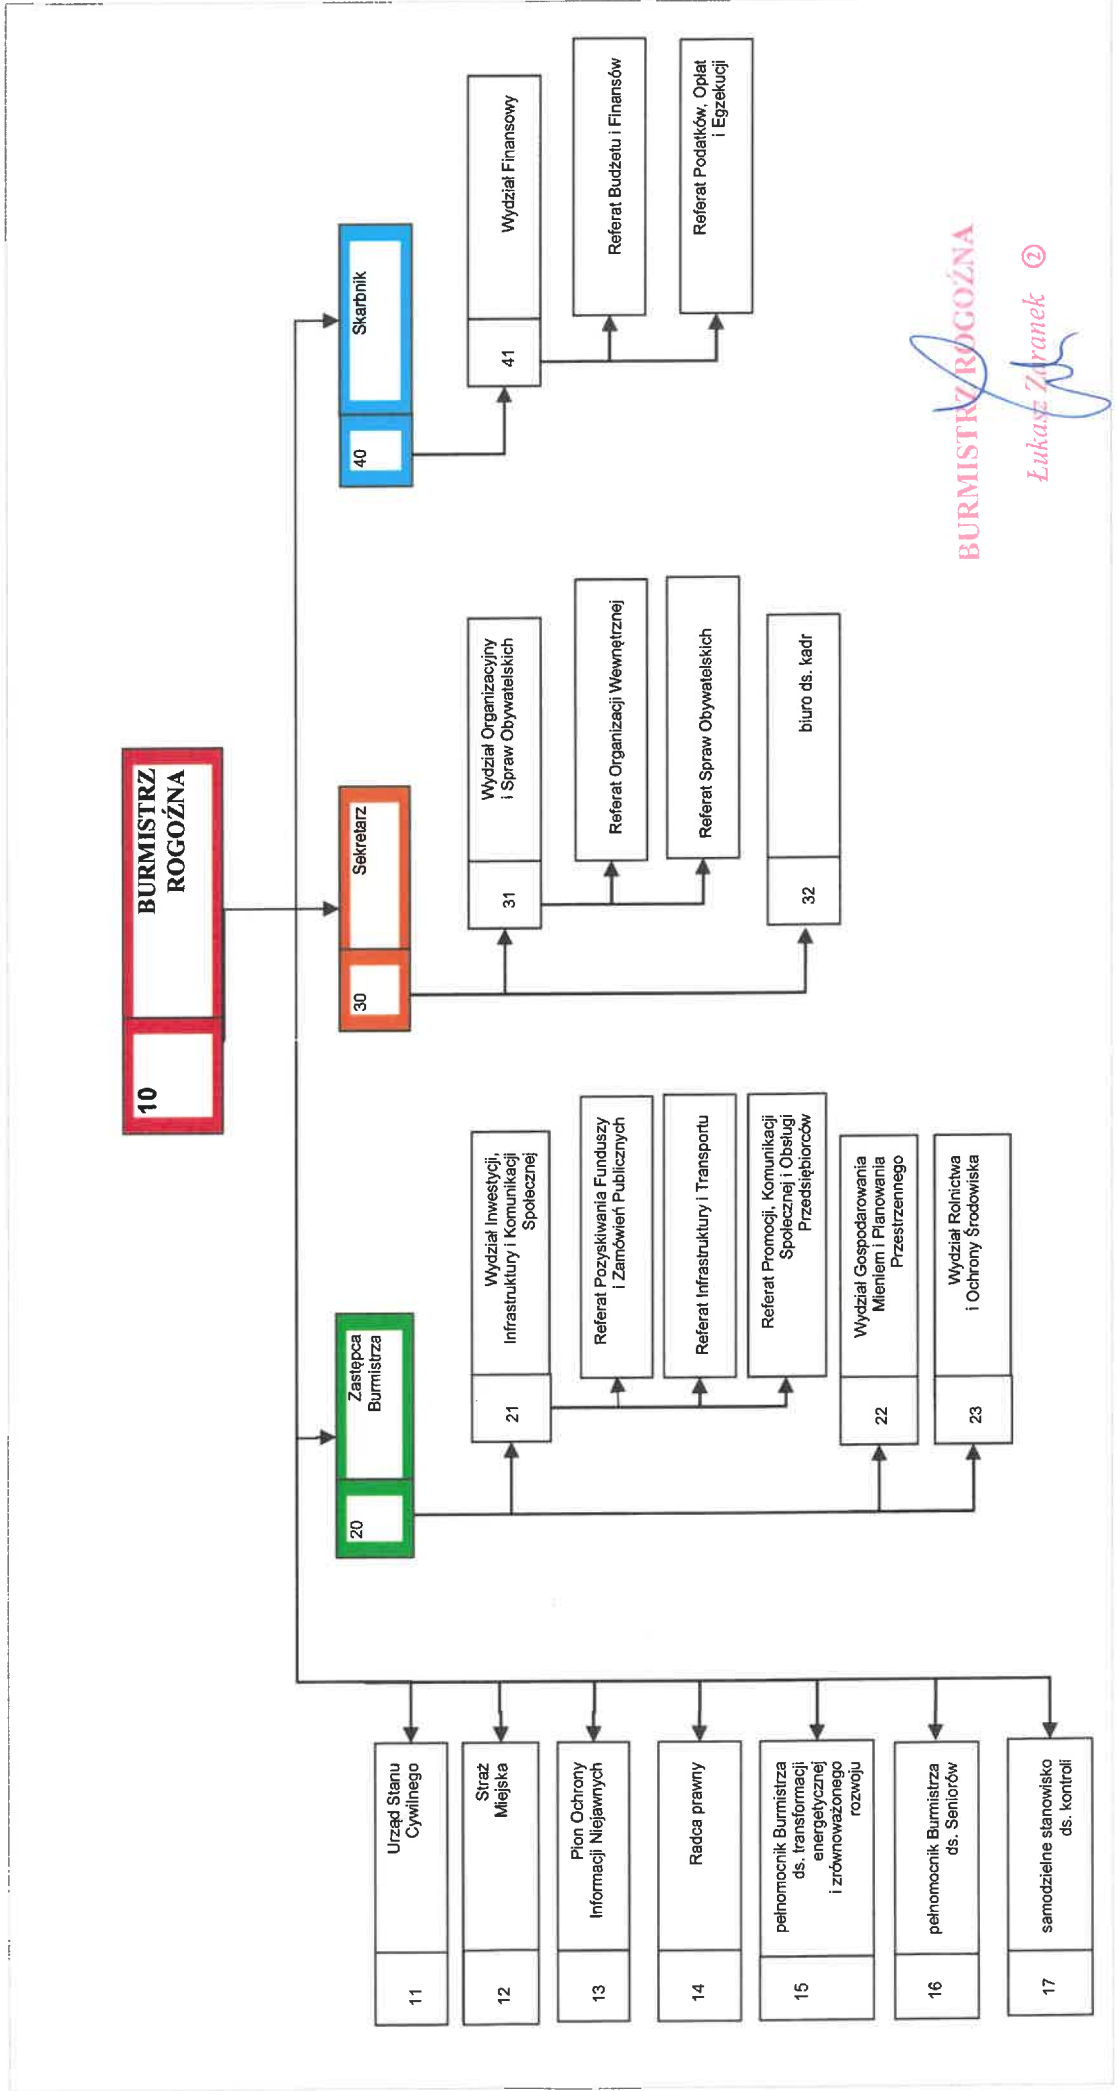 10
BURMISTRZ
ROGOŹNA
11
Urząd Stanu
Cywilnego
12
Straż
Miejska
13
Pion Ochrony
Informacji Niejawnych
14
Radca prawny
15
pełnomocnik Burmistrza
ds. transformacji
energetycznej
i zrównoważonego
rozwoju
16
pełnomocnik Burmistrza
ds. Seniorów
17
samodzielne stanowisko
ds. kontroli
20
Zastępca
Burmistrza
21
Wydział Inwestycji,
Infrastruktury i Komunikacji
Społecznej
Referat Pozyskiwania Funduszy
i Zamówień Publicznych
Referat Infrastruktury i Transportu
Referat Promocji, Komunikacji
Społecznej i Obsługi
Przedsiębiorców
22
Wydział Gospodarowania
Mieniem i Planowania
Przestrzennego
23
Wydział Rolnictwa
i Ochrony Środowiska
30
Sekretarz
31
Wydział Organizacyjny
i Spraw Obywatelskich
Referat Organizacji Wewnętrznej
Referat Spraw Obywatelskich
32
biuro ds. kadr
40
Skarbnik
41
Wydział Finansowy
Referat Budżetu i Finansów
Referat Podatków, Opłat
i Egzekucji
BURMISTRZ ROGOŹNA
Łukasz Zaranek ②